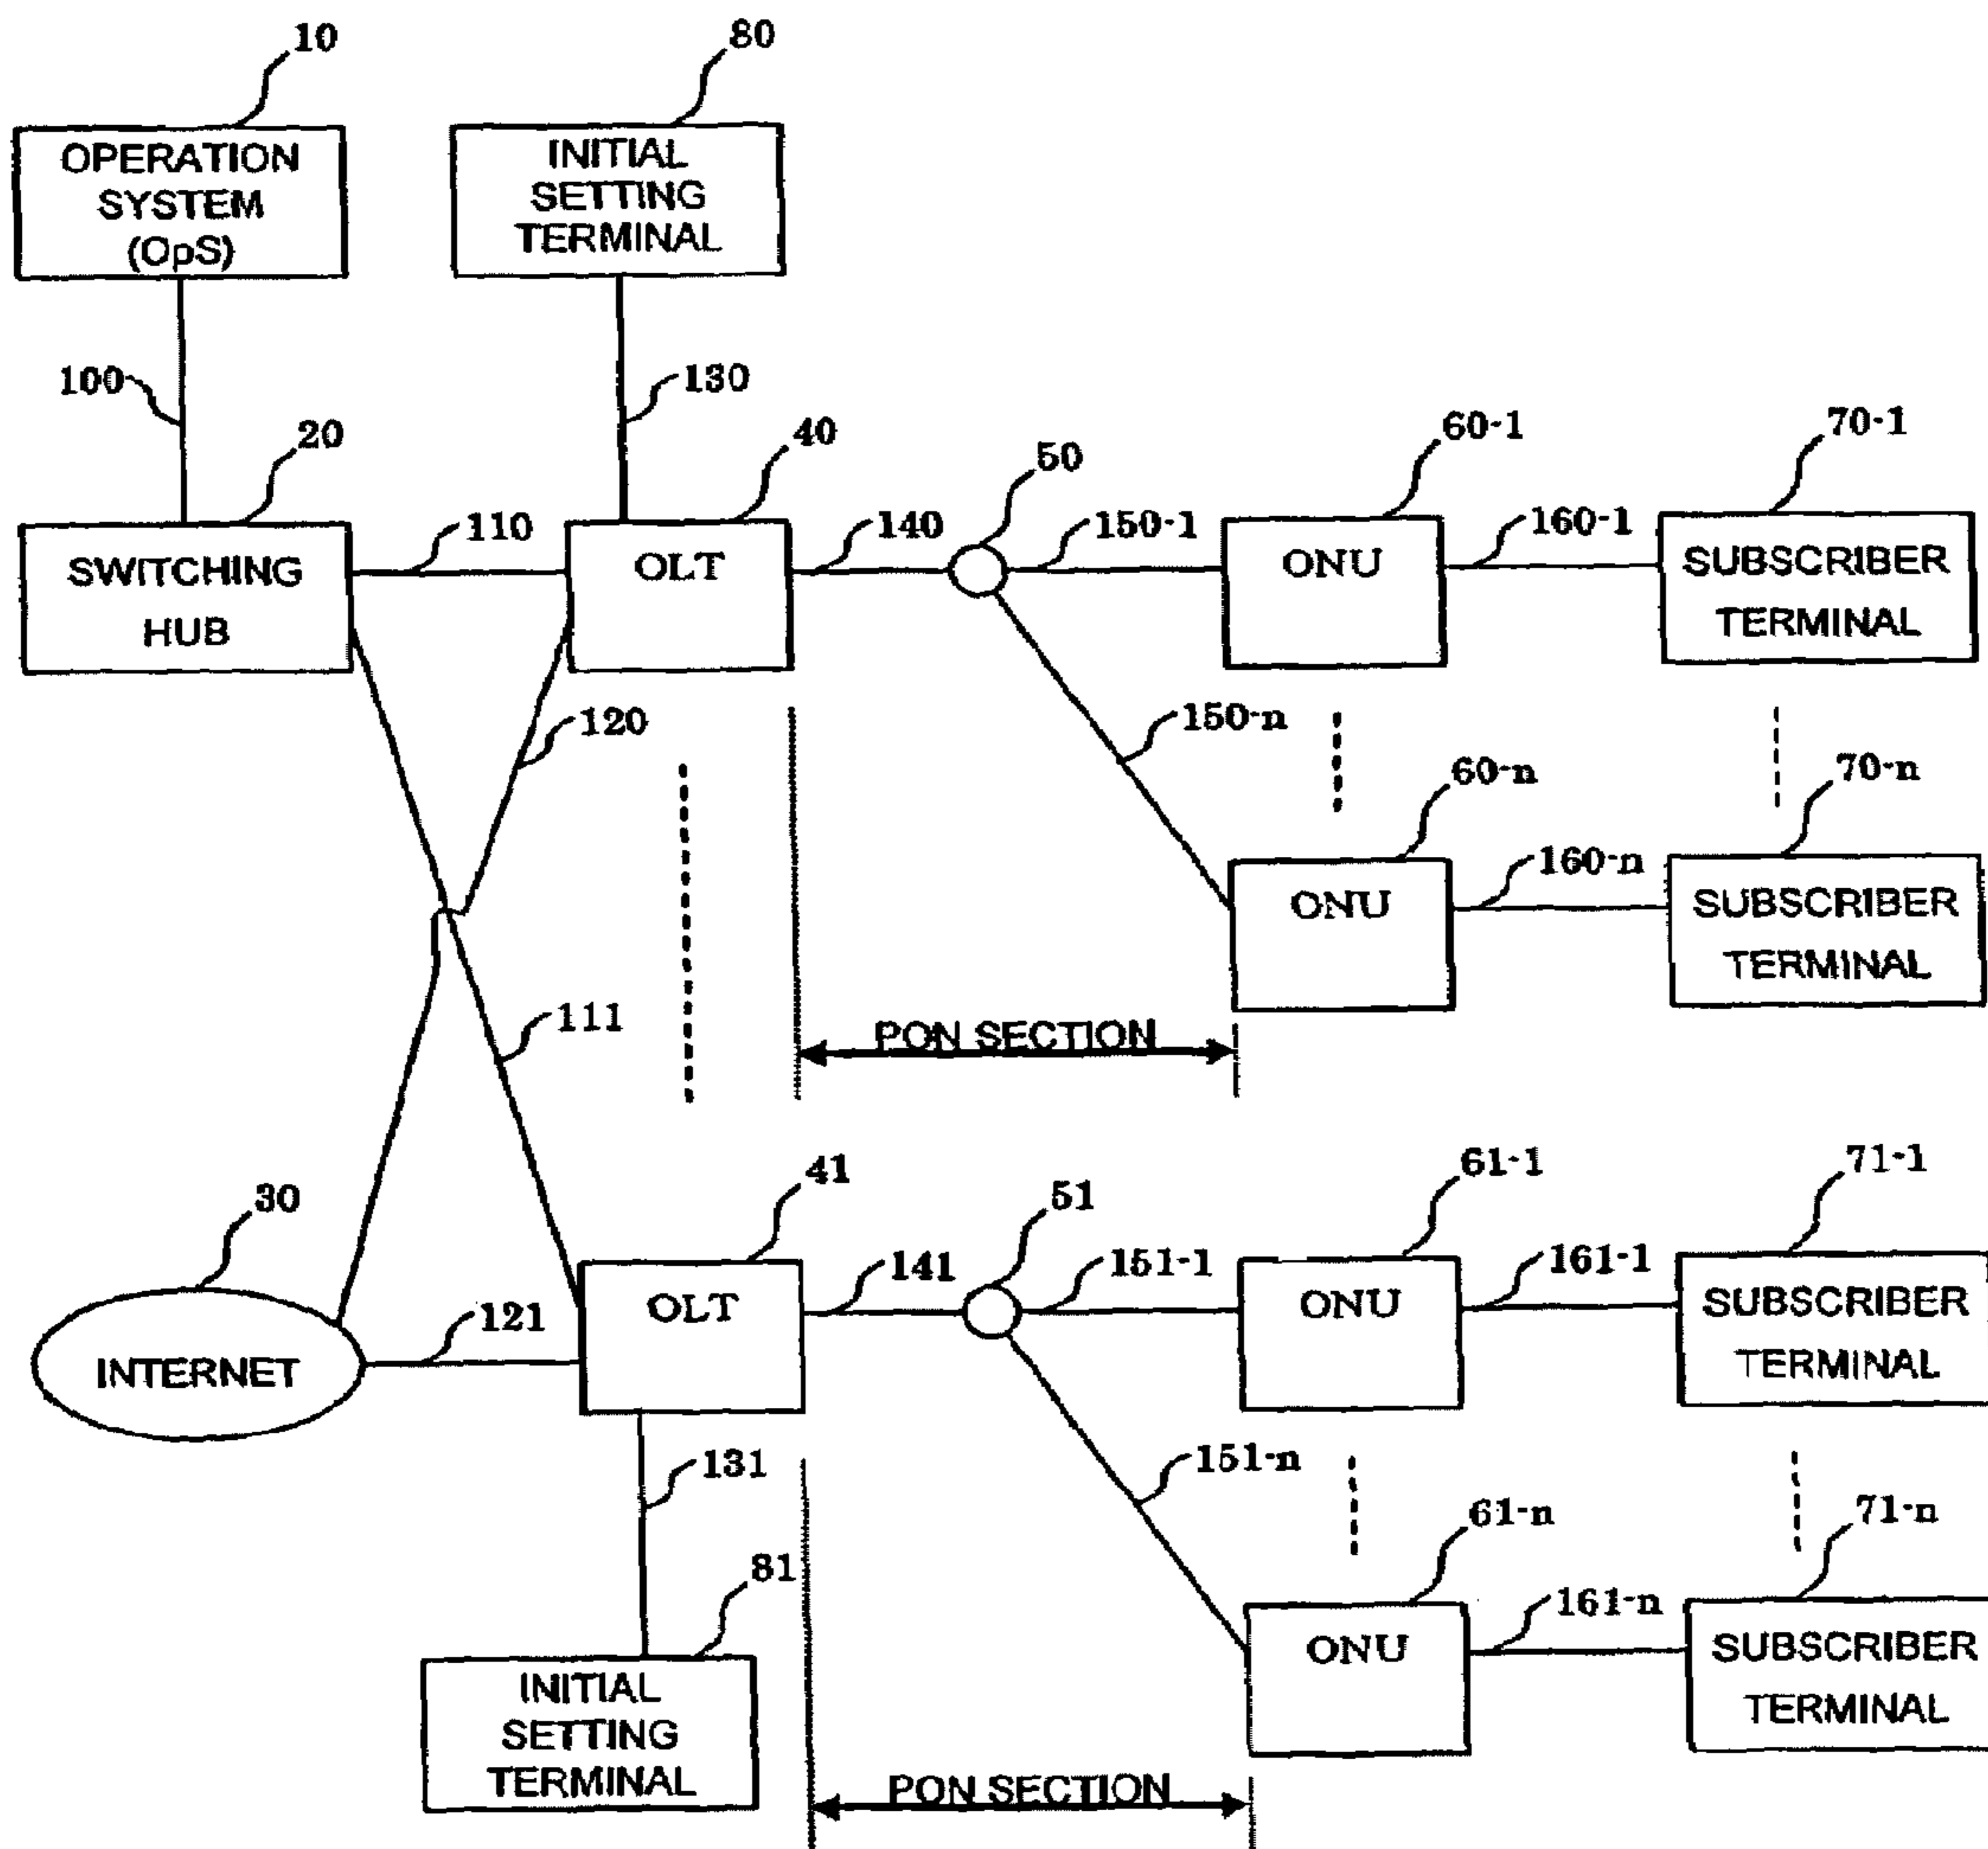 10
80
OPERATION
SYSTEM
(OpS)
INITIAL
SETTING
TERMINAL
100
130
20
40
50
60-1
70-1
SWITCHING
HUB
110
OLT
140
150-1
ONU
160-1
SUBSCRIBER
TERMINAL
120
150-n
60-n
70-n
ONU
160-n
SUBSCRIBER
TERMINAL
111
PON SECTION
30
41
51
61-1
71-1
INTERNET
121
OLT
141
151-1
ONU
161-1
SUBSCRIBER
TERMINAL
131
151-n
61-n
71-n
81
INITIAL
SETTING
TERMINAL
ONU
161-n
SUBSCRIBER
TERMINAL
PON SECTION